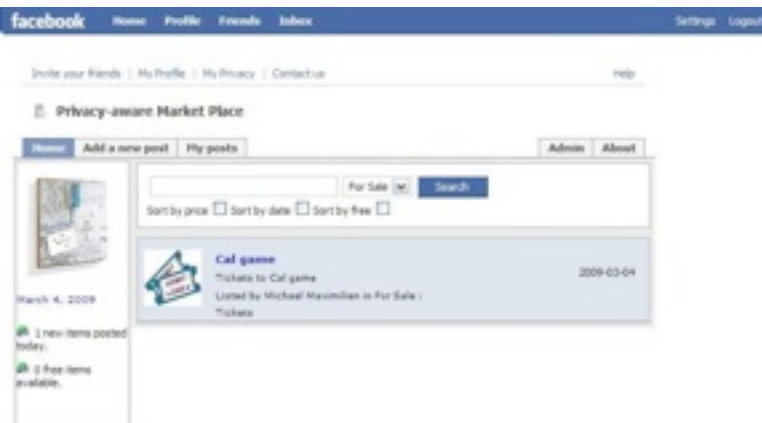 facebook Home Profile Friends Inbox Settings Logout
Invite your friends | My Profile | My Privacy | Contact us Help
Privacy-aware Market Place
Home Add a new post My posts Admin About
For Sale Search
Sort by price Sort by date Sort by free
Cal game
Tickets to Cal game 2009-03-04
Listed by Michael Maximilien in For Sale :
Tickets
March 4, 2009
1 new items posted
today.
0 free items
available.